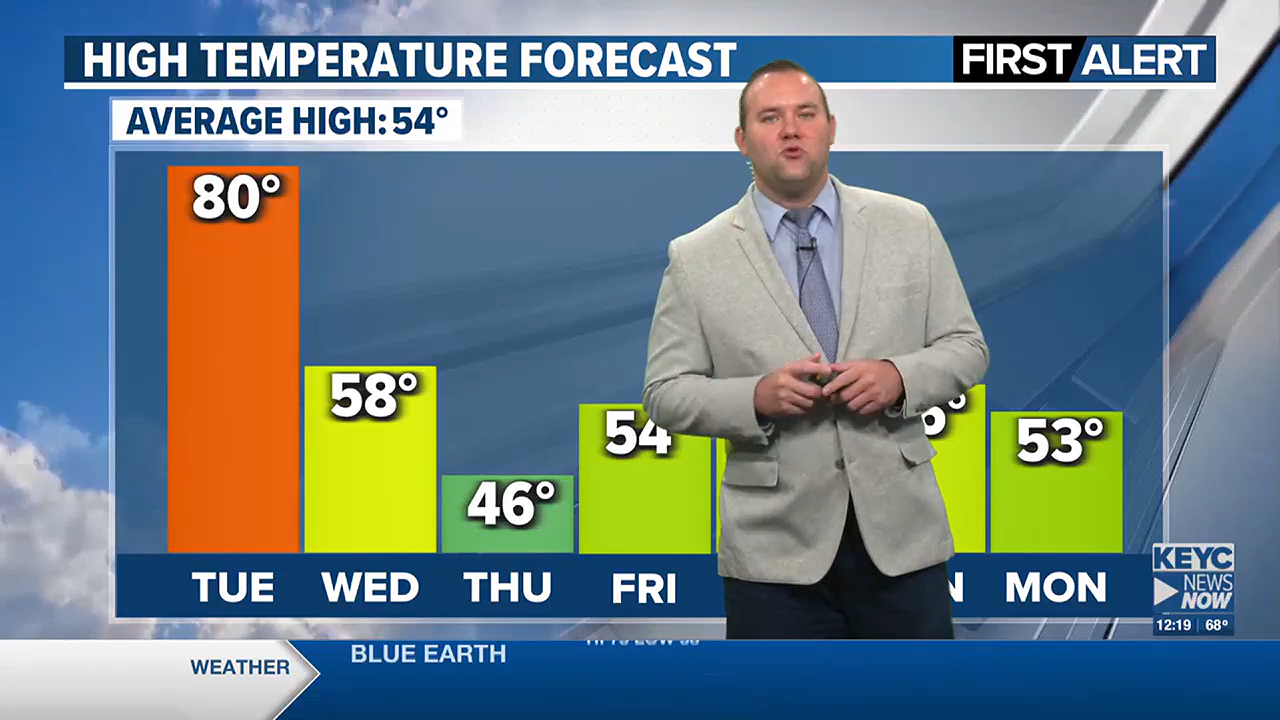 HIGH TEMPERATURE FORECAST
FIRST ALERT
AVERAGE HIGH: 54°
80°
58°
46°
54
53°
TUE
WED
THU
FRI
N
MON
KEYC
NEWS
NOW
12:19 68°
WEATHER
BLUE EARTH